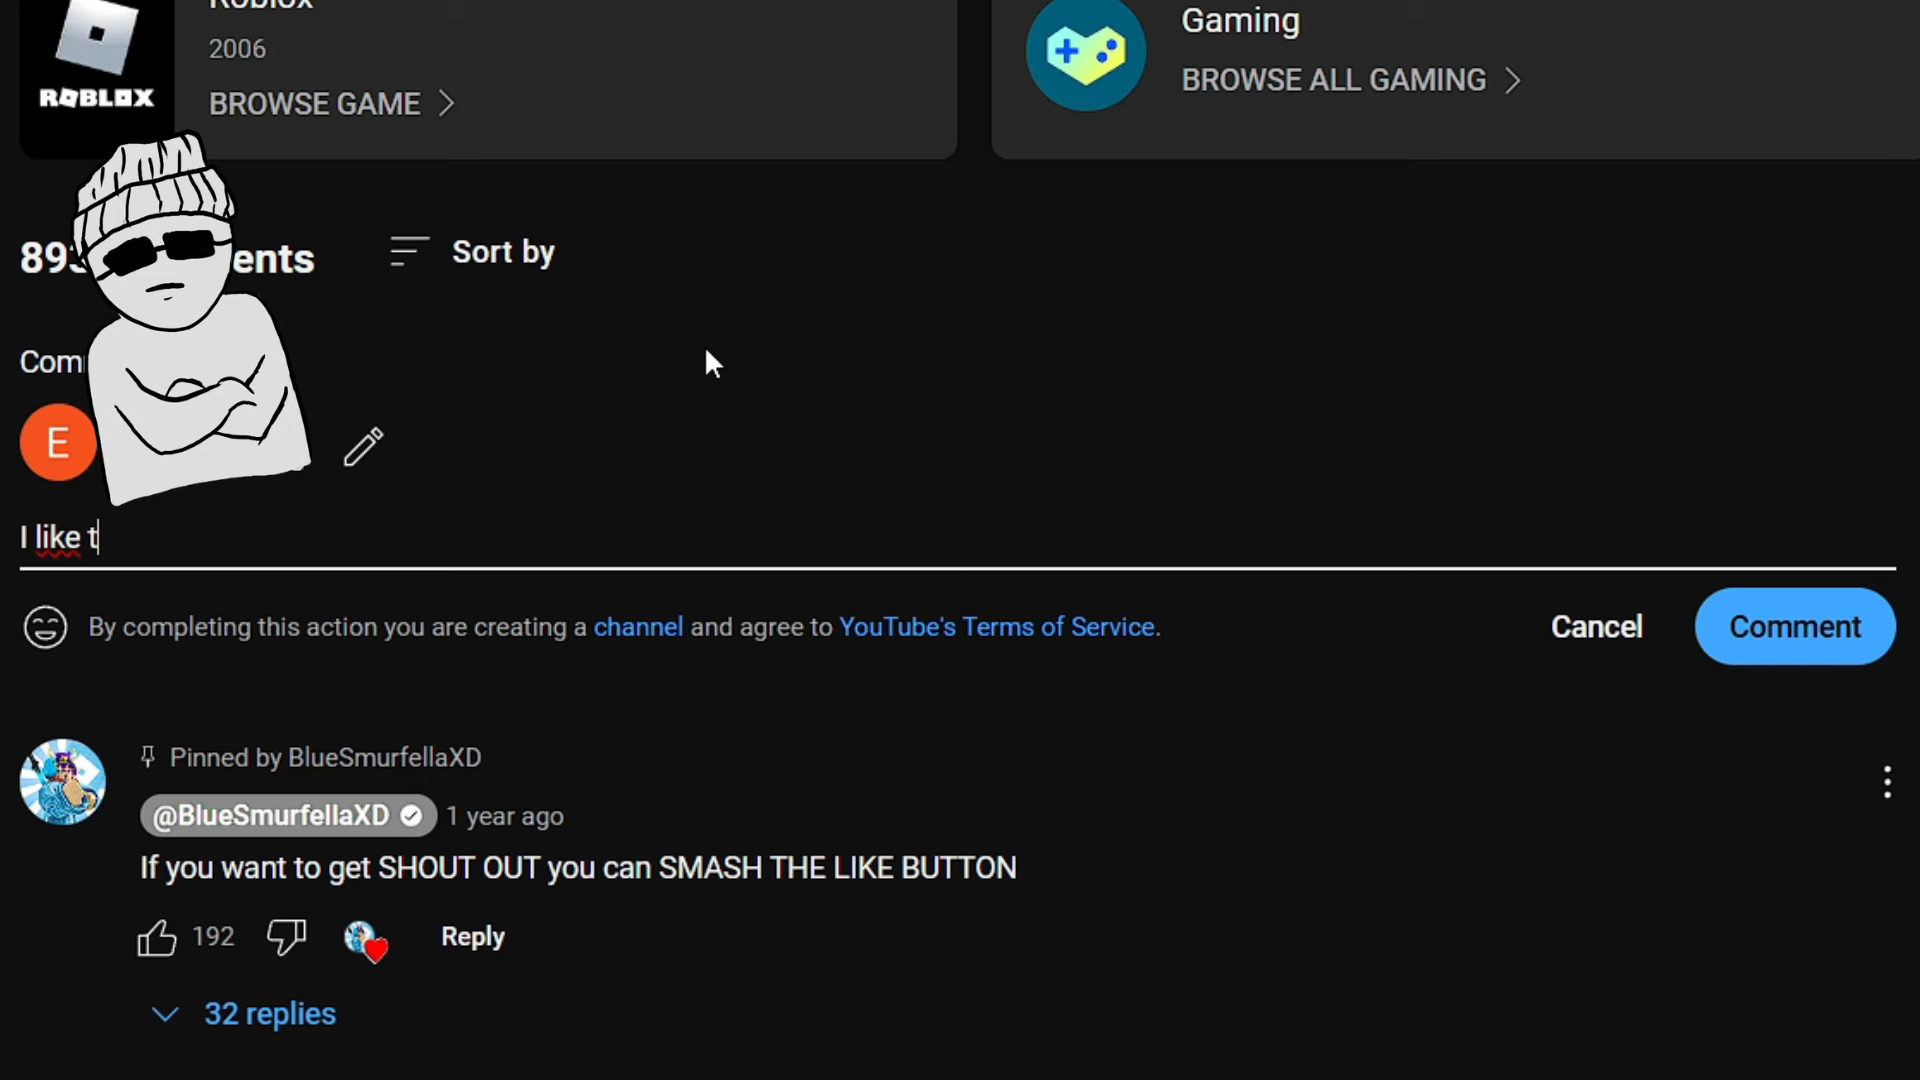 2006
ROBLOX
BROWSE GAME
Gaming
BROWSE ALL GAMING
Sort by
E
I like t
By completing this action you are creating a channel and agree to YouTube's Terms of Service.
Cancel
Comment
Pinned by BlueSmurfellaXD
@BlueSmurfellaXD 1 year ago
If you want to get SHOUT OUT you can SMASH THE LIKE BUTTON
192
Reply
32 replies